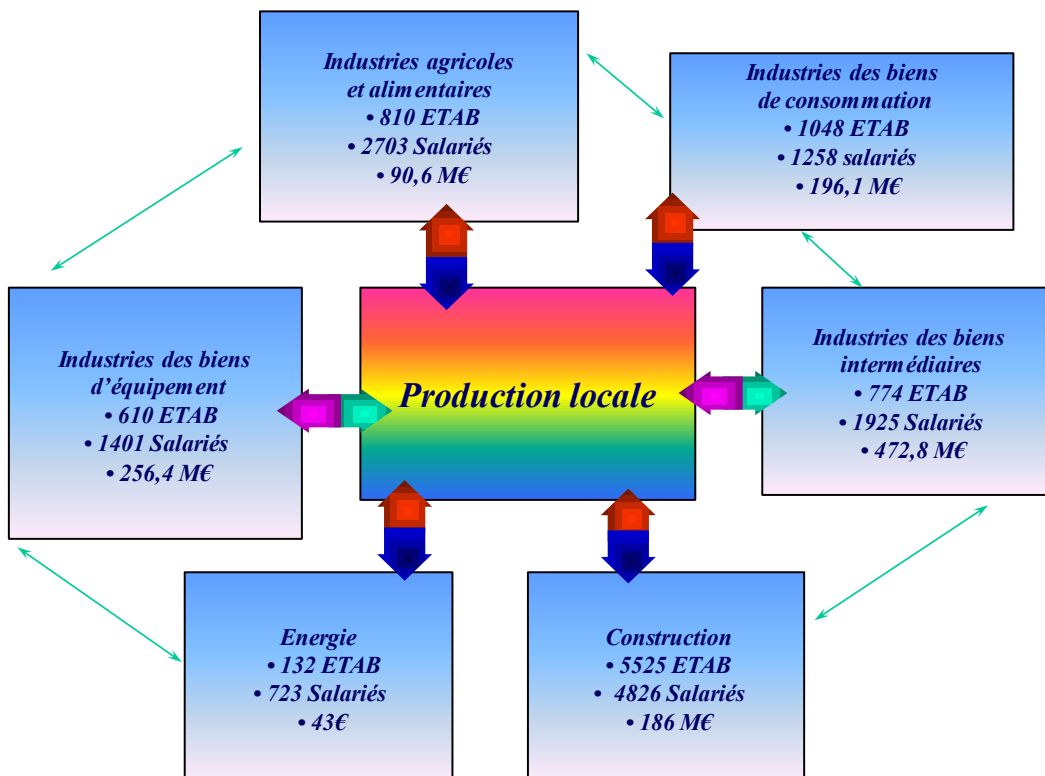 Industries agricoles
et alimentaires
• 810 ETAB
• 2703 Salariés
• 90,6 M€
Industries des biens
de consommation
• 1048 ETAB
• 1258 salariés
• 196,1 M€
Industries des biens
d’équipement
• 610 ETAB
• 1401 Salariés
• 256,4 M€
Production locale
Industries des biens
intermédiaires
• 774 ETAB
• 1925 Salariés
• 472,8 M€
Energie
• 132 ETAB
• 723 Salariés
• 43€
Construction
• 5525 ETAB
• 4826 Salariés
• 186 M€